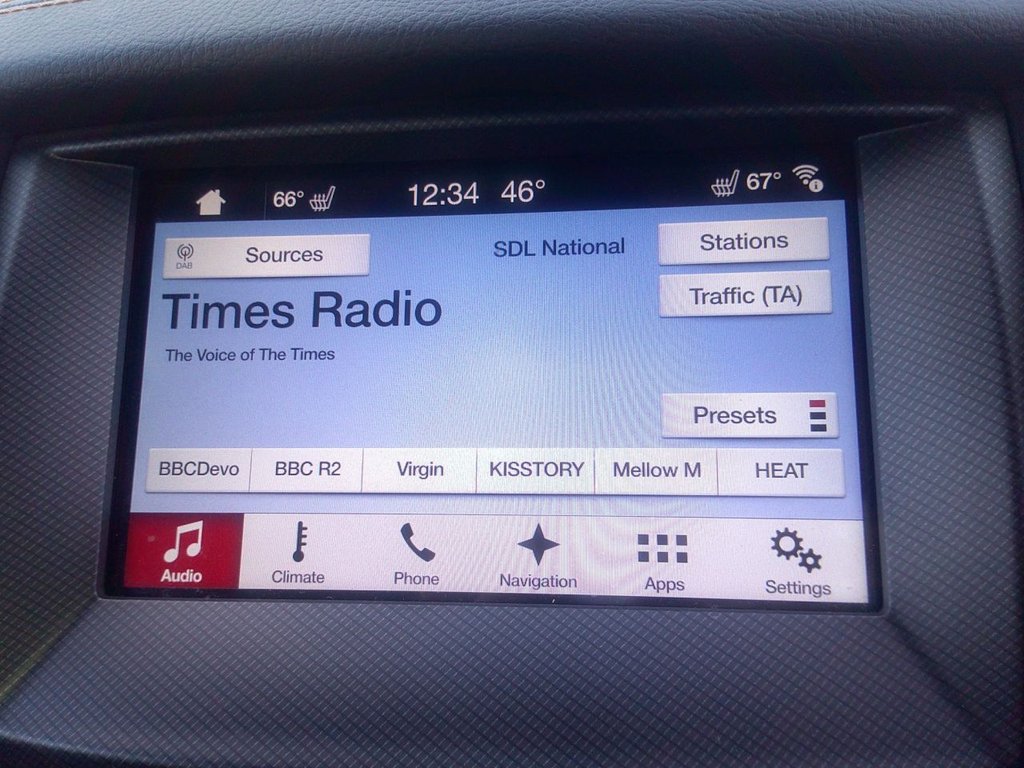 66° 12:34 46° 67°
DAB Sources SDL National Stations
Traffic (TA)
Times Radio
The Voice of The Times
Presets
BBCDevo BBC R2 Virgin KISSTORY Mellow M HEAT
Audio Climate Phone Navigation Apps Settings